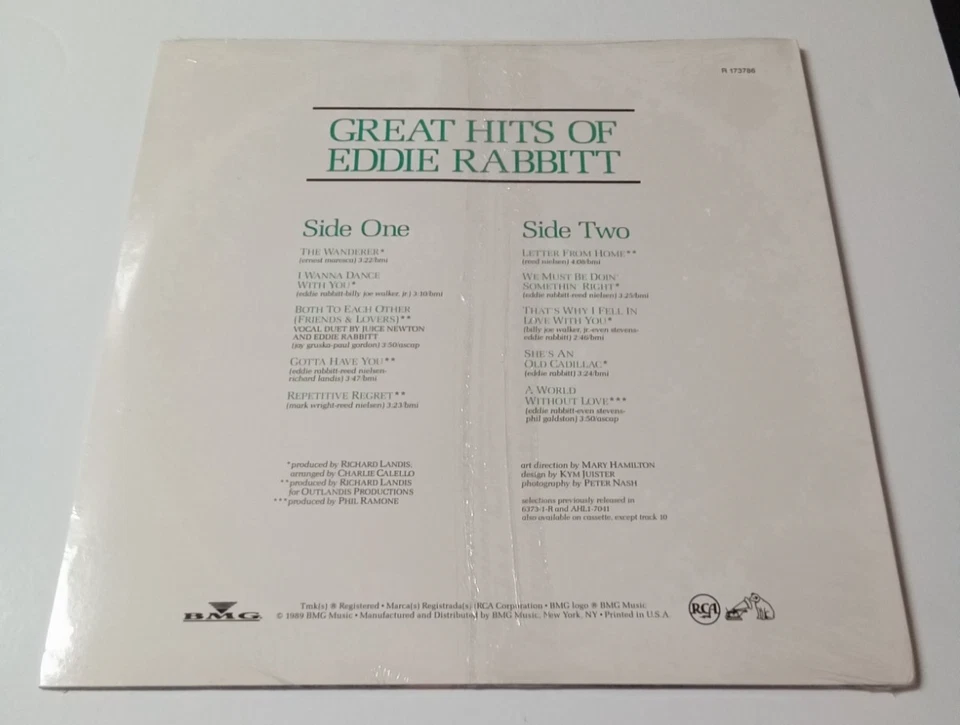 R 173786
GREAT HITS OF
EDDIE RABBITT
Side One
THE WANDERER*
(ernest maresca) 3:22/bmi
I WANNA DANCE
WITH YOU*
(eddie rabbitt-billy joe walker, jr.) 3:10/bmi
BOTH TO EACH OTHER
(FRIENDS & LOVERS)**
VOCAL DUET BY JUICE NEWTON
AND EDDIE RABBITT
(jay gruska-paul gordon) 3:50/ascap
GOTTA HAVE YOU**
(eddie rabbitt-reed nielsen-
richard landis) 3:47/bmi
REPETITIVE REGRET**
(mark wright-reed nielsen) 3:23/bmi
Side Two
LETTER FROM HOME**
(reed nielsen) 4:08/bmi
WE MUST BE DOIN'
SOMETHIN' RIGHT*
(eddie rabbitt-reed nielsen) 3:25/bmi
THAT'S WHY I FELL IN
LOVE WITH YOU*
(billy joe walker, jr.-even stevens-
eddie rabbitt) 2:46/bmi
SHE'S AN
OLD CADILLAC*
(eddie rabbitt) 3:24/bmi
A WORLD
WITHOUT LOVE***
(eddie rabbitt-even stevens-
phil galdston) 3:50/ascap
*produced by RICHARD LANDIS,
arranged by CHARLIE CALELLO
**produced by RICHARD LANDIS
for OUTLANDIS PRODUCTIONS
***produced by PHIL RAMONE
art direction by MARY HAMILTON
design by KYM JUISTER
photography by PETER NASH
selections previously released in
6373-1-R and AHL1-7041
also available on cassette, except track 10
BMG
Tmk(s) ® Registered • Marca(s) Registrada(s) RCA Corporation • BMG logo ® BMG Music
© 1989 BMG Music • Manufactured and Distributed by BMG Music, New York, NY • Printed in U.S.A.
RCA